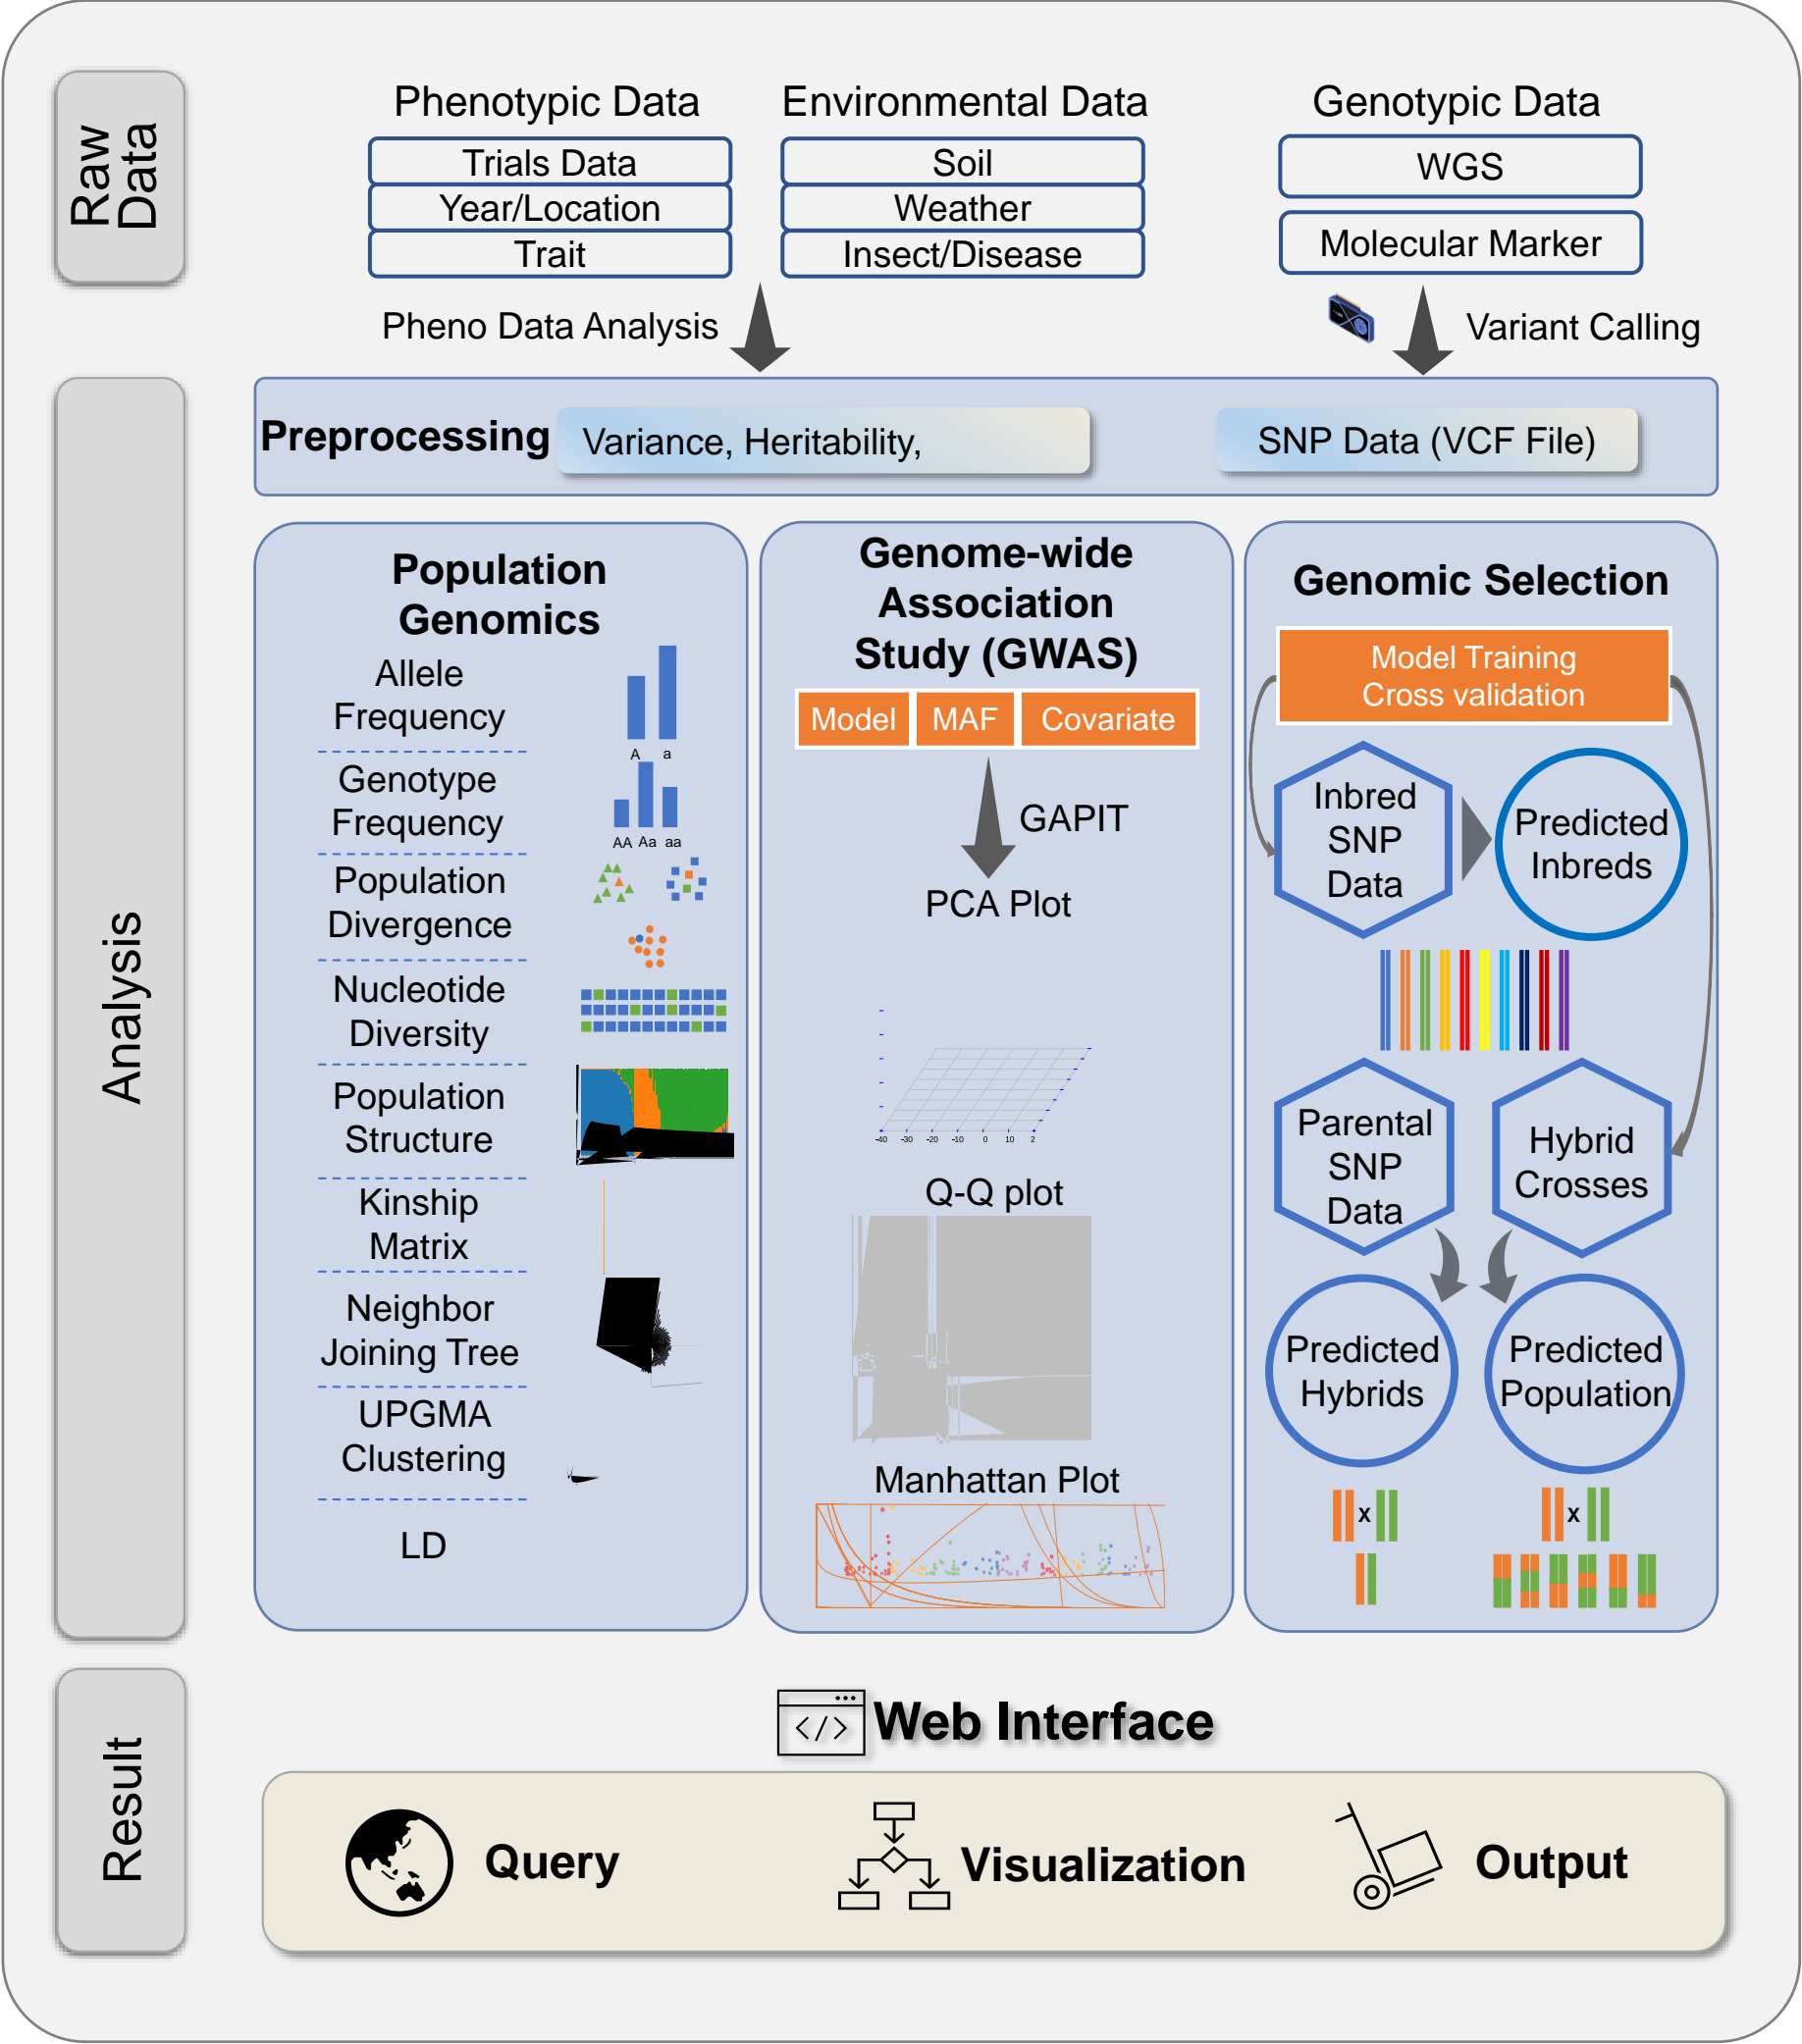 Raw
Data
Phenotypic Data
Trials Data
Year/Location
Trait
Environmental Data
Soil
Weather
Insect/Disease
Genotypic Data
WGS
Molecular Marker
Pheno Data Analysis
Variant Calling
Analysis
Preprocessing
Variance, Heritability,
SNP Data (VCF File)
Population
Genomics
Allele
Frequency
A a
Genotype
Frequency
AA Aa aa
Population
Divergence
Nucleotide
Diversity
Population
Structure
Kinship
Matrix
Neighbor
Joining Tree
UPGMA
Clustering
LD
Genome-wide
Association
Study (GWAS)
Model MAF Covariate
GAPIT
PCA Plot
-40 -30 -20 -10 0 10 2
Q-Q plot
Manhattan Plot
Genomic Selection
Model Training
Cross validation
Inbred
SNP
Data
Predicted
Inbreds
Parental
SNP
Data
Hybrid
Crosses
Predicted
Hybrids
Predicted
Population
x
x
Result
</> Web Interface
Query
Visualization
Output